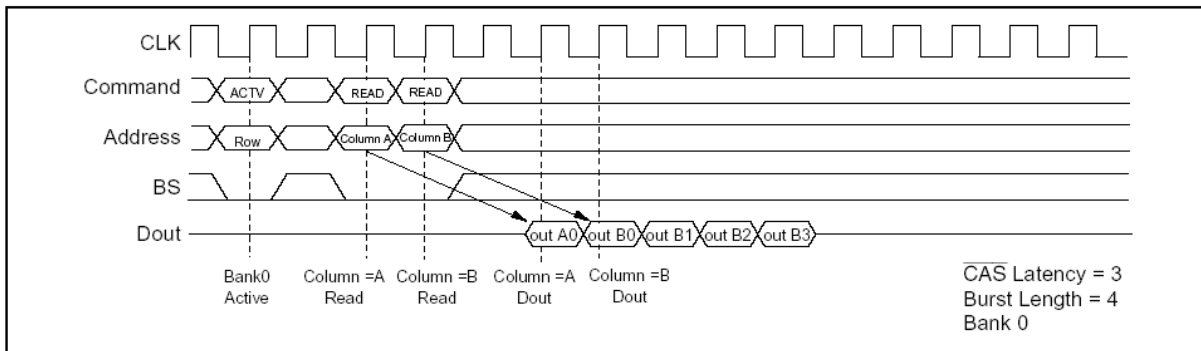 CLK
Command ACTV READ READ
Address Row Column A Column B
BS
Dout out A0 out B0 out B1 out B2 out B3
Bank0 Column =A Column =B Column =A Column =B
Active Read Read Dout Dout
CAS Latency = 3
Burst Length = 4
Bank 0